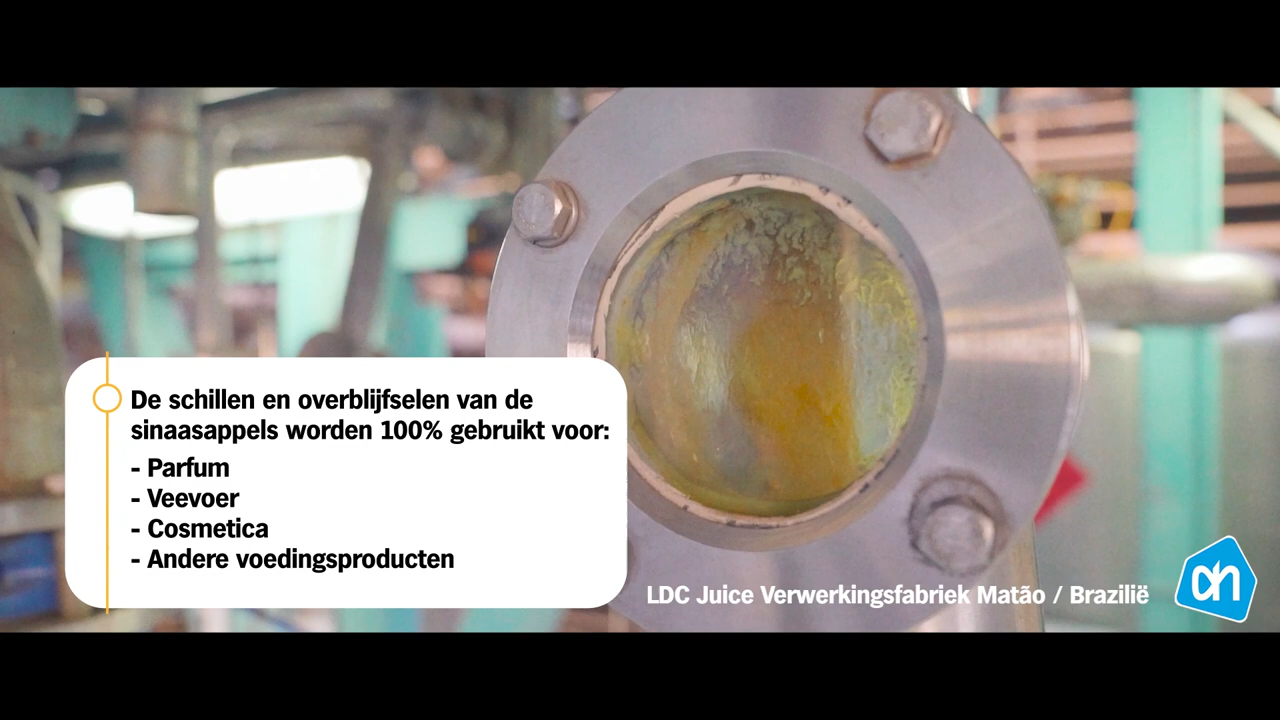 De schillen en overblijfselen van de
sinaasappels worden 100% gebruikt voor:
- Parfum
- Veevoer
- Cosmetica
- Andere voedingsproducten
LDC Juice Verwerkingsfabriek Matão / Brazilië
ah